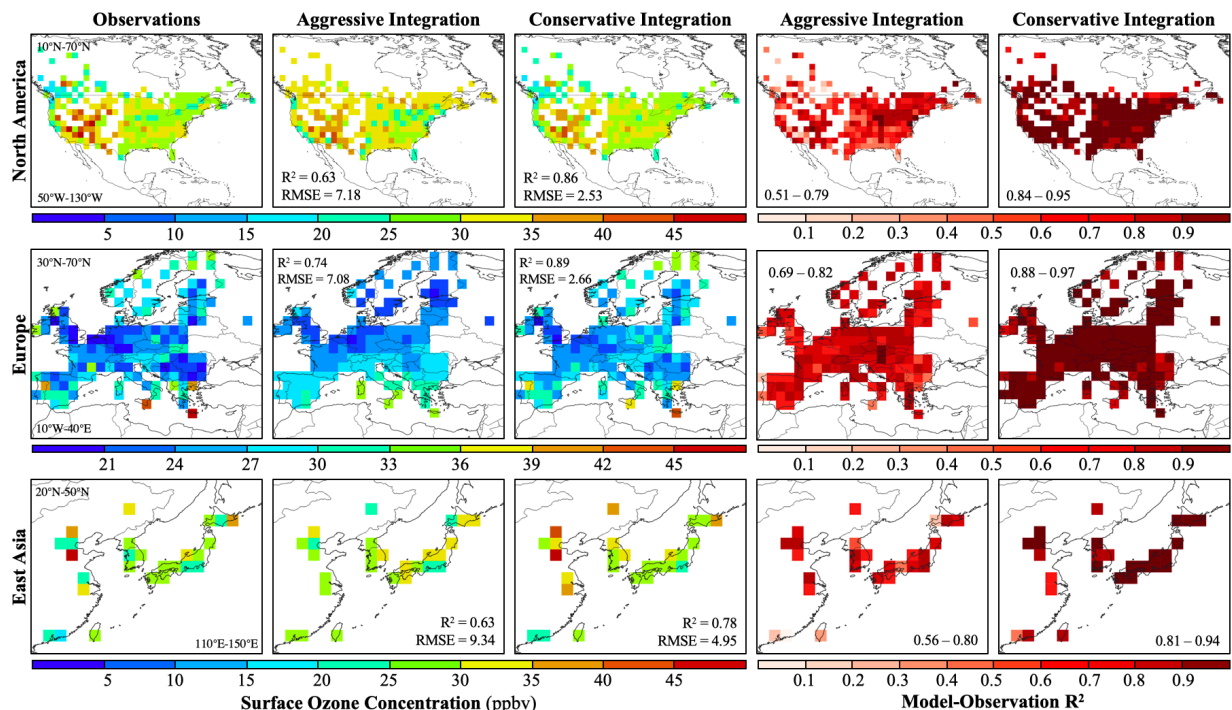 Observations Aggressive Integration Conservative Integration Aggressive Integration Conservative Integration
North America
10°N-70°N
50°W-130°W
R² = 0.63
RMSE = 7.18
R² = 0.86
RMSE = 2.53
0.51 – 0.79
0.84 – 0.95
5 10 15 20 25 30 35 40 45
0.1 0.2 0.3 0.4 0.5 0.6 0.7 0.8 0.9
Europe
30°N-70°N
10°W-40°E
R² = 0.74
RMSE = 7.08
R² = 0.89
RMSE = 2.66
0.69 – 0.82
0.88 – 0.97
21 24 27 30 33 36 39 42 45
0.1 0.2 0.3 0.4 0.5 0.6 0.7 0.8 0.9
East Asia
20°N-50°N
110°E-150°E
R² = 0.63
RMSE = 9.34
R² = 0.78
RMSE = 4.95
0.56 – 0.80
0.81 – 0.94
5 10 15 20 25 30 35 40 45
0.1 0.2 0.3 0.4 0.5 0.6 0.7 0.8 0.9
Surface Ozone Concentration (ppbv)
Model-Observation R²